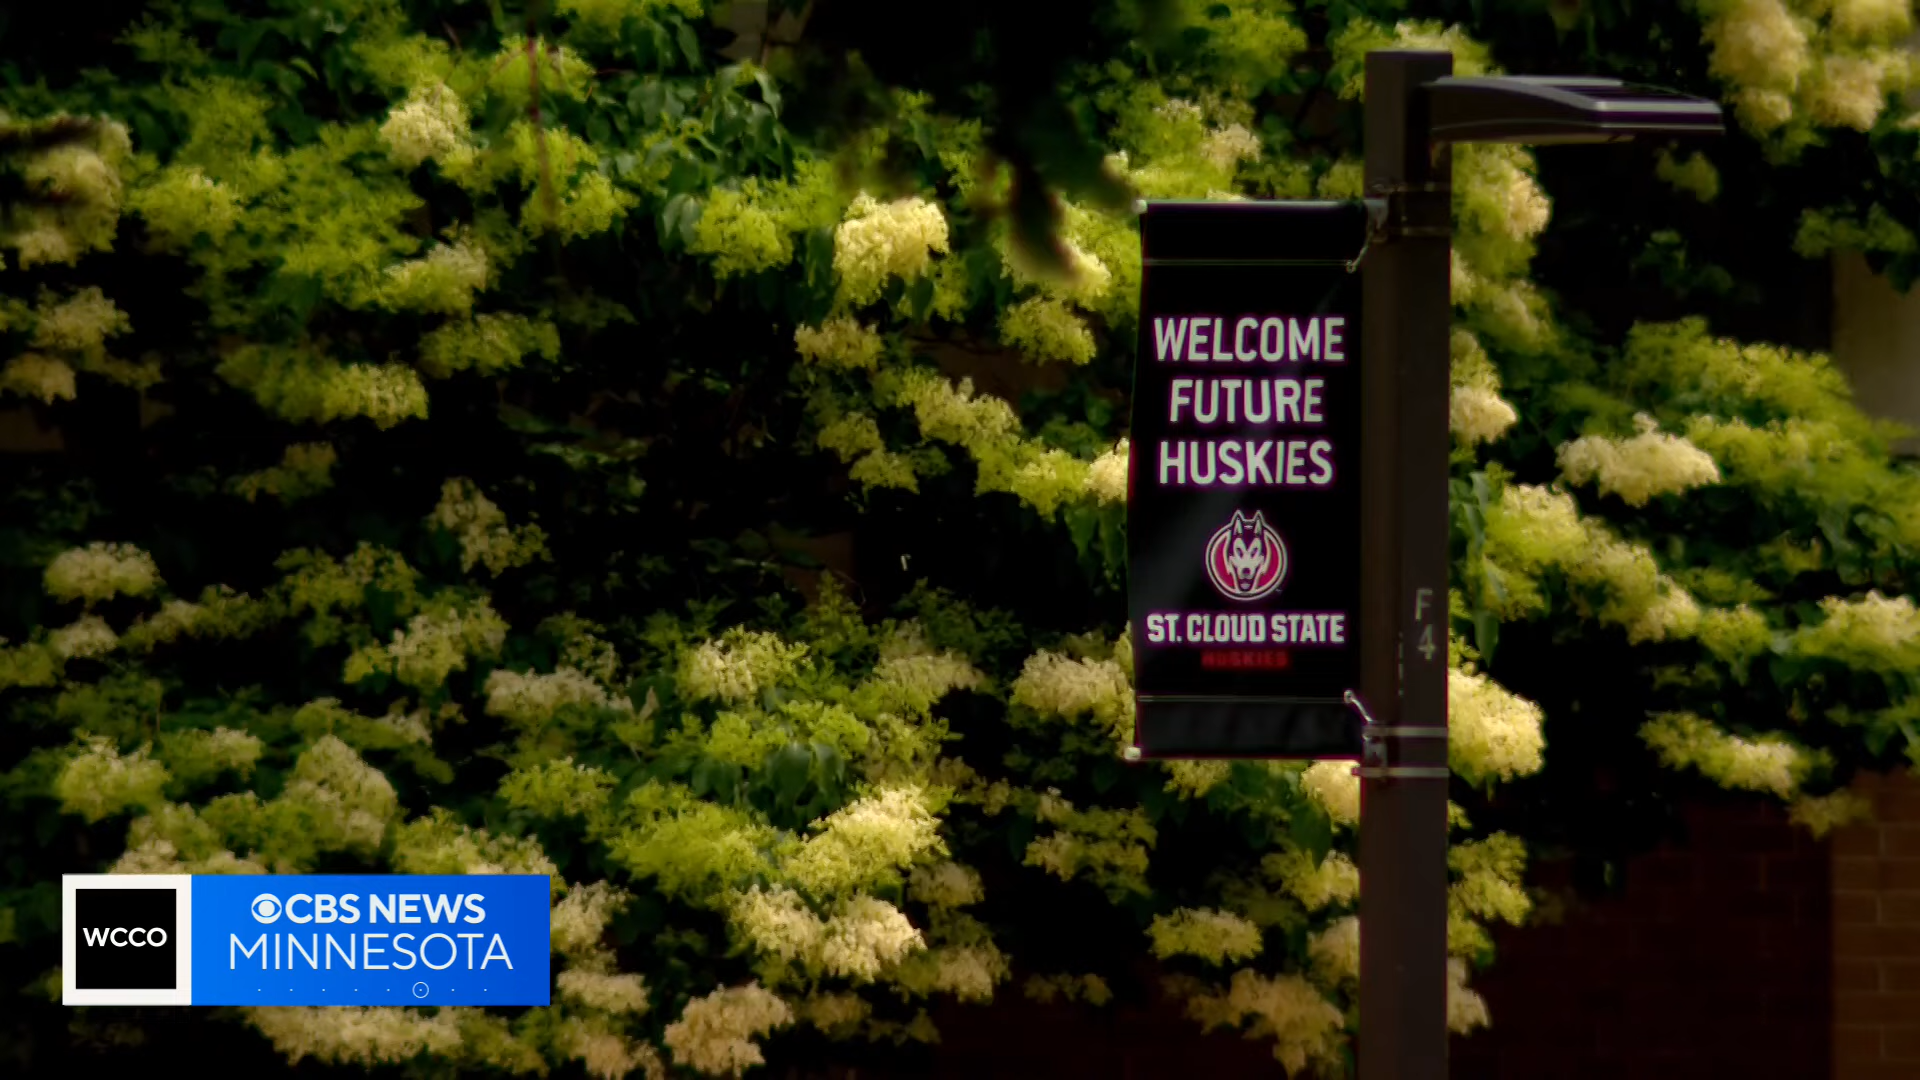 WELCOME
FUTURE
HUSKIES
ST. CLOUD STATE
HUSKIES
F
4
WCCO
CBS NEWS
MINNESOTA